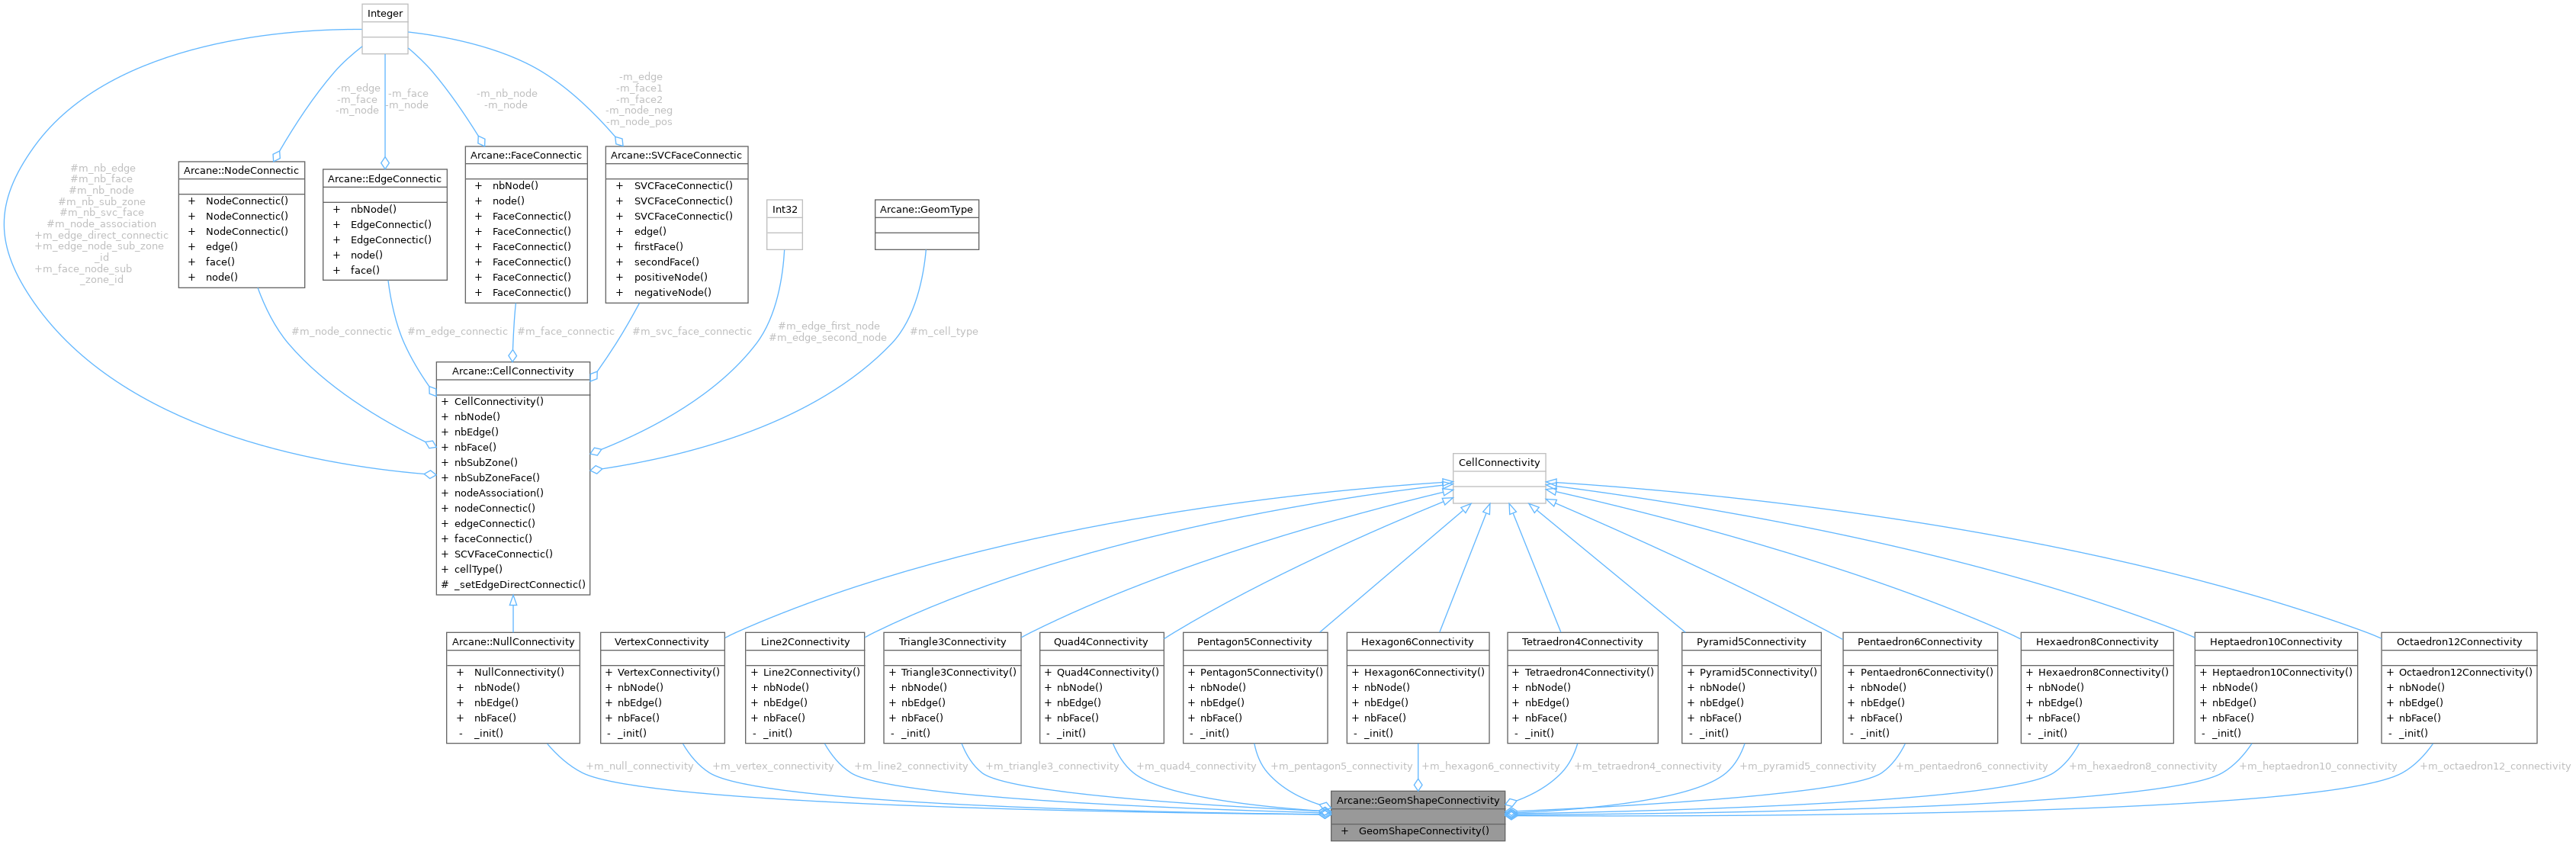 Integer
-m_edge
-m_face
-m_node
-m_face
-m_node
-m_nb_node
-m_node
-m_edge
-m_face1
-m_face2
-m_node_neg
-m_node_pos
#m_nb_edge
#m_nb_face
#m_nb_node
#m_nb_sub_zone
#m_nb_svc_face
#m_node_association
+m_edge_direct_connectic
+m_edge_node_sub_zone
_id
+m_face_node_sub
_zone_id
Arcane::NodeConnectic
+ NodeConnectic()
+ NodeConnectic()
+ NodeConnectic()
+ edge()
+ face()
+ node()
Arcane::EdgeConnectic
+ nbNode()
+ EdgeConnectic()
+ EdgeConnectic()
+ node()
+ face()
Arcane::FaceConnectic
+ nbNode()
+ node()
+ FaceConnectic()
+ FaceConnectic()
+ FaceConnectic()
+ FaceConnectic()
+ FaceConnectic()
+ FaceConnectic()
Arcane::SVCFaceConnectic
+ SVCFaceConnectic()
+ SVCFaceConnectic()
+ SVCFaceConnectic()
+ edge()
+ firstFace()
+ secondFace()
+ positiveNode()
+ negativeNode()
Int32
Arcane::GeomType
#m_node_connectic
#m_edge_connectic
#m_face_connectic
#m_svc_face_connectic
#m_edge_first_node
#m_edge_second_node
#m_cell_type
Arcane::CellConnectivity
+ CellConnectivity()
+ nbNode()
+ nbEdge()
+ nbFace()
+ nbSubZone()
+ nbSubZoneFace()
+ nodeAssociation()
+ nodeConnectic()
+ edgeConnectic()
+ faceConnectic()
+ SCVFaceConnectic()
+ cellType()
# _setEdgeDirectConnectic()
CellConnectivity
Arcane::NullConnectivity
+ NullConnectivity()
+ nbNode()
+ nbEdge()
+ nbFace()
- _init()
VertexConnectivity
+ VertexConnectivity()
+ nbNode()
+ nbEdge()
+ nbFace()
- _init()
Line2Connectivity
+ Line2Connectivity()
+ nbNode()
+ nbEdge()
+ nbFace()
- _init()
Triangle3Connectivity
+ Triangle3Connectivity()
+ nbNode()
+ nbEdge()
+ nbFace()
- _init()
Quad4Connectivity
+ Quad4Connectivity()
+ nbNode()
+ nbEdge()
+ nbFace()
- _init()
Pentagon5Connectivity
+ Pentagon5Connectivity()
+ nbNode()
+ nbEdge()
+ nbFace()
- _init()
Hexagon6Connectivity
+ Hexagon6Connectivity()
+ nbNode()
+ nbEdge()
+ nbFace()
- _init()
Tetraedron4Connectivity
+ Tetraedron4Connectivity()
+ nbNode()
+ nbEdge()
+ nbFace()
- _init()
Pyramid5Connectivity
+ Pyramid5Connectivity()
+ nbNode()
+ nbEdge()
+ nbFace()
- _init()
Pentaedron6Connectivity
+ Pentaedron6Connectivity()
+ nbNode()
+ nbEdge()
+ nbFace()
- _init()
Hexaedron8Connectivity
+ Hexaedron8Connectivity()
+ nbNode()
+ nbEdge()
+ nbFace()
- _init()
Heptaedron10Connectivity
+ Heptaedron10Connectivity()
+ nbNode()
+ nbEdge()
+ nbFace()
- _init()
Octaedron12Connectivity
+ Octaedron12Connectivity()
+ nbNode()
+ nbEdge()
+ nbFace()
- _init()
+m_null_connectivity
+m_vertex_connectivity
+m_line2_connectivity
+m_triangle3_connectivity
+m_quad4_connectivity
+m_pentagon5_connectivity
+m_hexagon6_connectivity
+m_tetraedron4_connectivity
+m_pyramid5_connectivity
+m_pentaedron6_connectivity
+m_hexaedron8_connectivity
+m_heptaedron10_connectivity
+m_octaedron12_connectivity
Arcane::GeomShapeConnectivity
+ GeomShapeConnectivity()